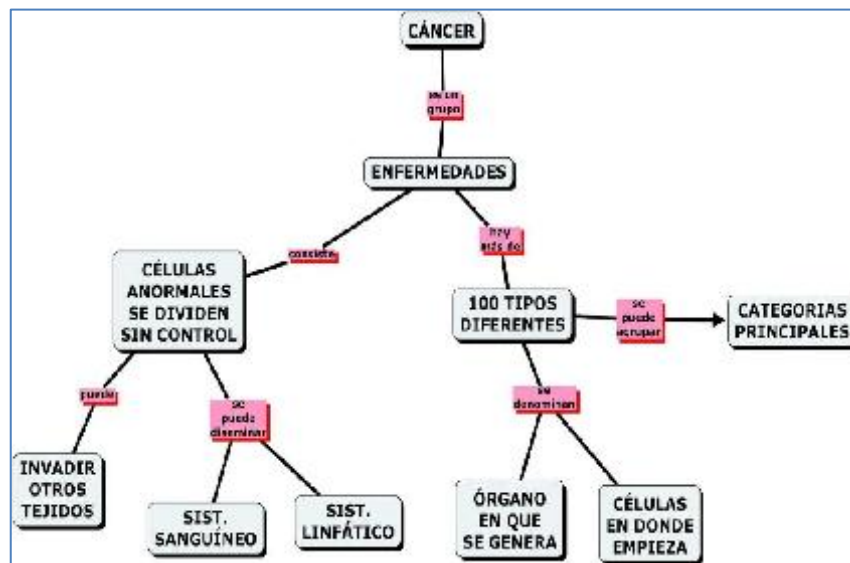 CÁNCER
es un
grupo
ENFERMEDADES
consiste
hay
más de
CÉLULAS
ANORMALES
SE DIVIDEN
SIN CONTROL
100 TIPOS
DIFERENTES
se
puede
agrupar
CATEGORIAS
PRINCIPALES
puede
se
puede
diseminar
se
denominan
INVADIR
OTROS
TEJIDOS
SIST.
SANGUÍNEO
SIST.
LINFÁTICO
ÓRGANO
EN QUE
SE GENERA
CÉLULAS
EN DONDE
EMPIEZA